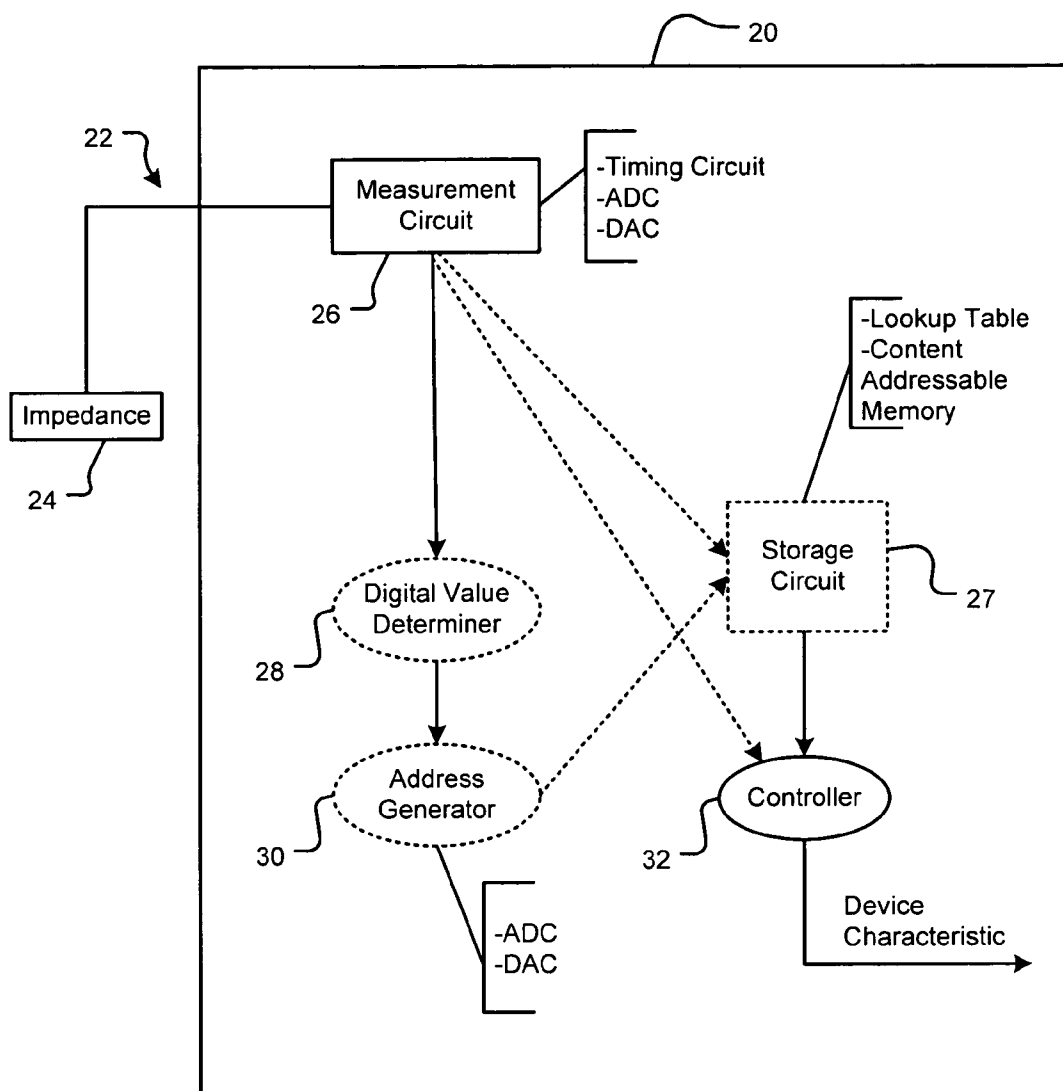 20
22
Measurement
Circuit
-Timing Circuit
-ADC
-DAC
26
-Lookup Table
-Content
Addressable
Memory
Impedance
24
Storage
Circuit
27
Digital Value
Determiner
28
Address
Generator
30
Controller
32
-ADC
-DAC
Device
Characteristic